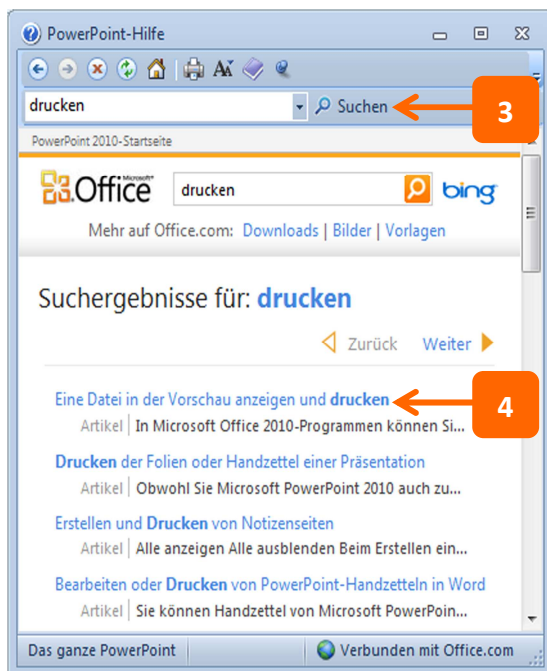 PowerPoint-Hilfe
drucken Suchen 3
PowerPoint 2010-Startseite
Microsoft®
Office drucken bing
Mehr auf Office.com: Downloads | Bilder | Vorlagen
Suchergebnisse für: drucken
Zurück Weiter
Eine Datei in der Vorschau anzeigen und drucken 4
Artikel | In Microsoft Office 2010-Programmen können Si...
Drucken der Folien oder Handzettel einer Präsentation
Artikel | Obwohl Sie Microsoft PowerPoint 2010 auch zu...
Erstellen und Drucken von Notizenseiten
Artikel | Alle anzeigen Alle ausblenden Beim Erstellen ein...
Bearbeiten oder Drucken von PowerPoint-Handzetteln in Word
Artikel | Sie können Handzettel von Microsoft PowerPoin...
Das ganze PowerPoint Verbunden mit Office.com